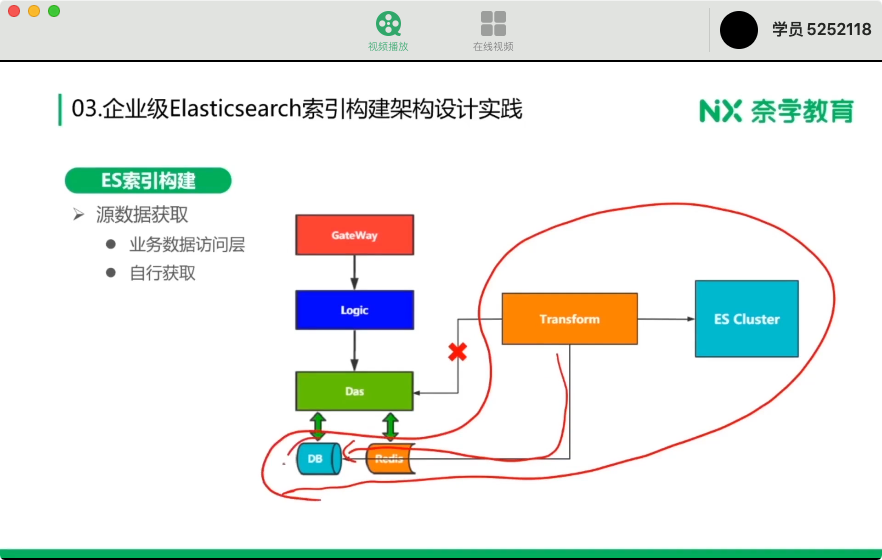 视频播放
在线视频
学员 5252118
03.企业级Elasticsearch索引构建架构设计实践
NX 奈学教育
ES索引构建
源数据获取
业务数据访问层
自行获取
GateWay
Logic
Transform
ES Cluster
Das
DB
Redis